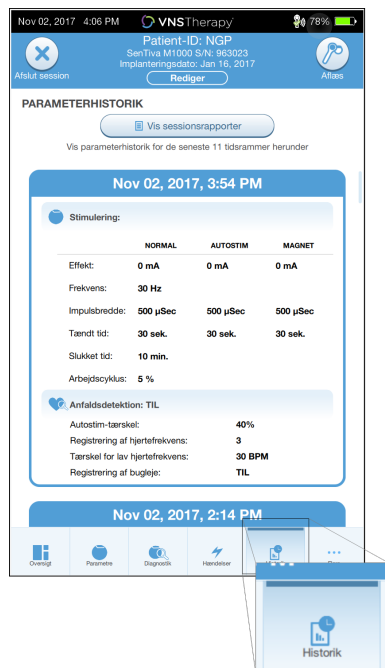 Nov 02, 2017 4:06 PM VNSTherapy 78%
Patient-ID: NGP
SenTiva M1000 S/N: 963023
Implanteringsdato: Jan 16, 2017
Afslut session Rediger Aflæs
PARAMETERHISTORIK
Vis sessionsrapporter
Vis parameterhistorik for de seneste 11 tidsrammer herunder
Nov 02, 2017, 3:54 PM
Stimulering:
NORMAL AUTOSTIM MAGNET
Effekt: 0 mA 0 mA 0 mA
Frekvens: 30 Hz
Impulsbredde: 500 µSec 500 µSec 500 µSec
Tændt tid: 30 sek. 30 sek. 30 sek.
Slukket tid: 10 min.
Arbejdscyklus: 5 %
Anfaldsdetektion: TIL
Autostim-tærskel: 40%
Registrering af hjertefrekvens: 3
Tærskel for lav hjertefrekvens: 30 BPM
Registrering af bugleje: TIL
Nov 02, 2017, 2:14 PM
Oversigt Parametre Diagnostik Hændelser
Historik